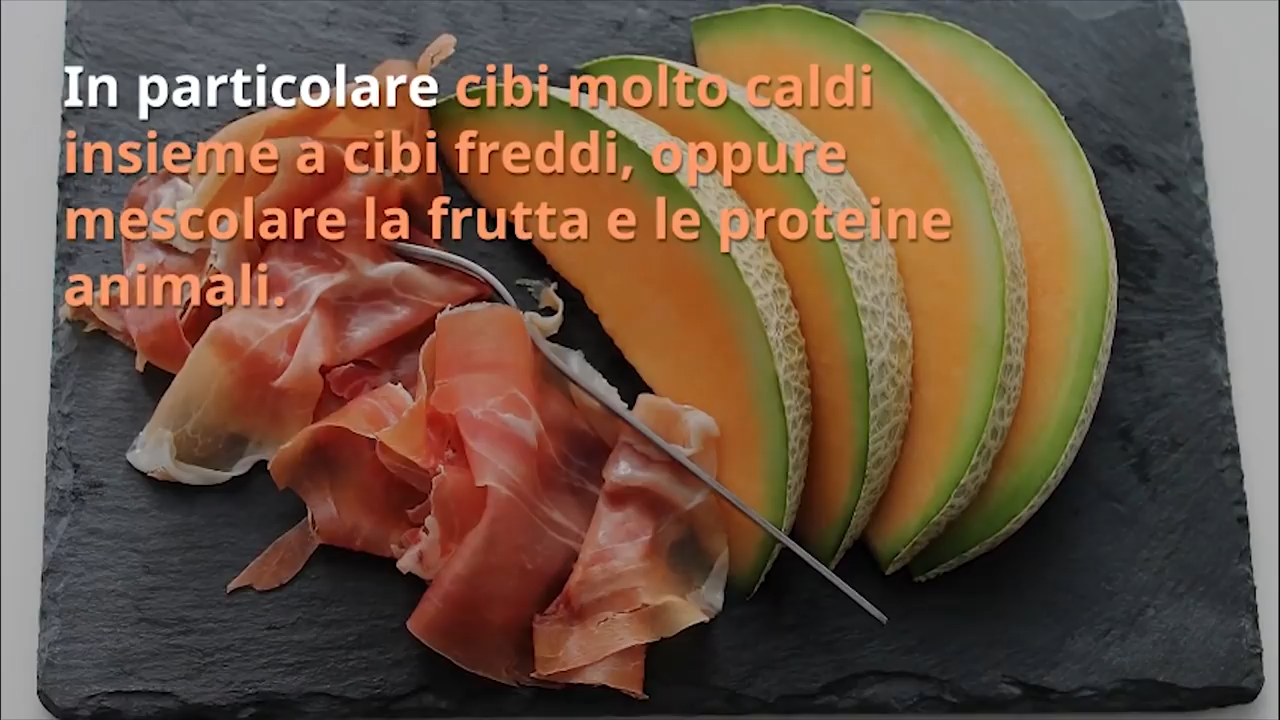 In particolare cibi molto caldi
insieme a cibi freddi, oppure
mescolare la frutta e le proteine
animali.